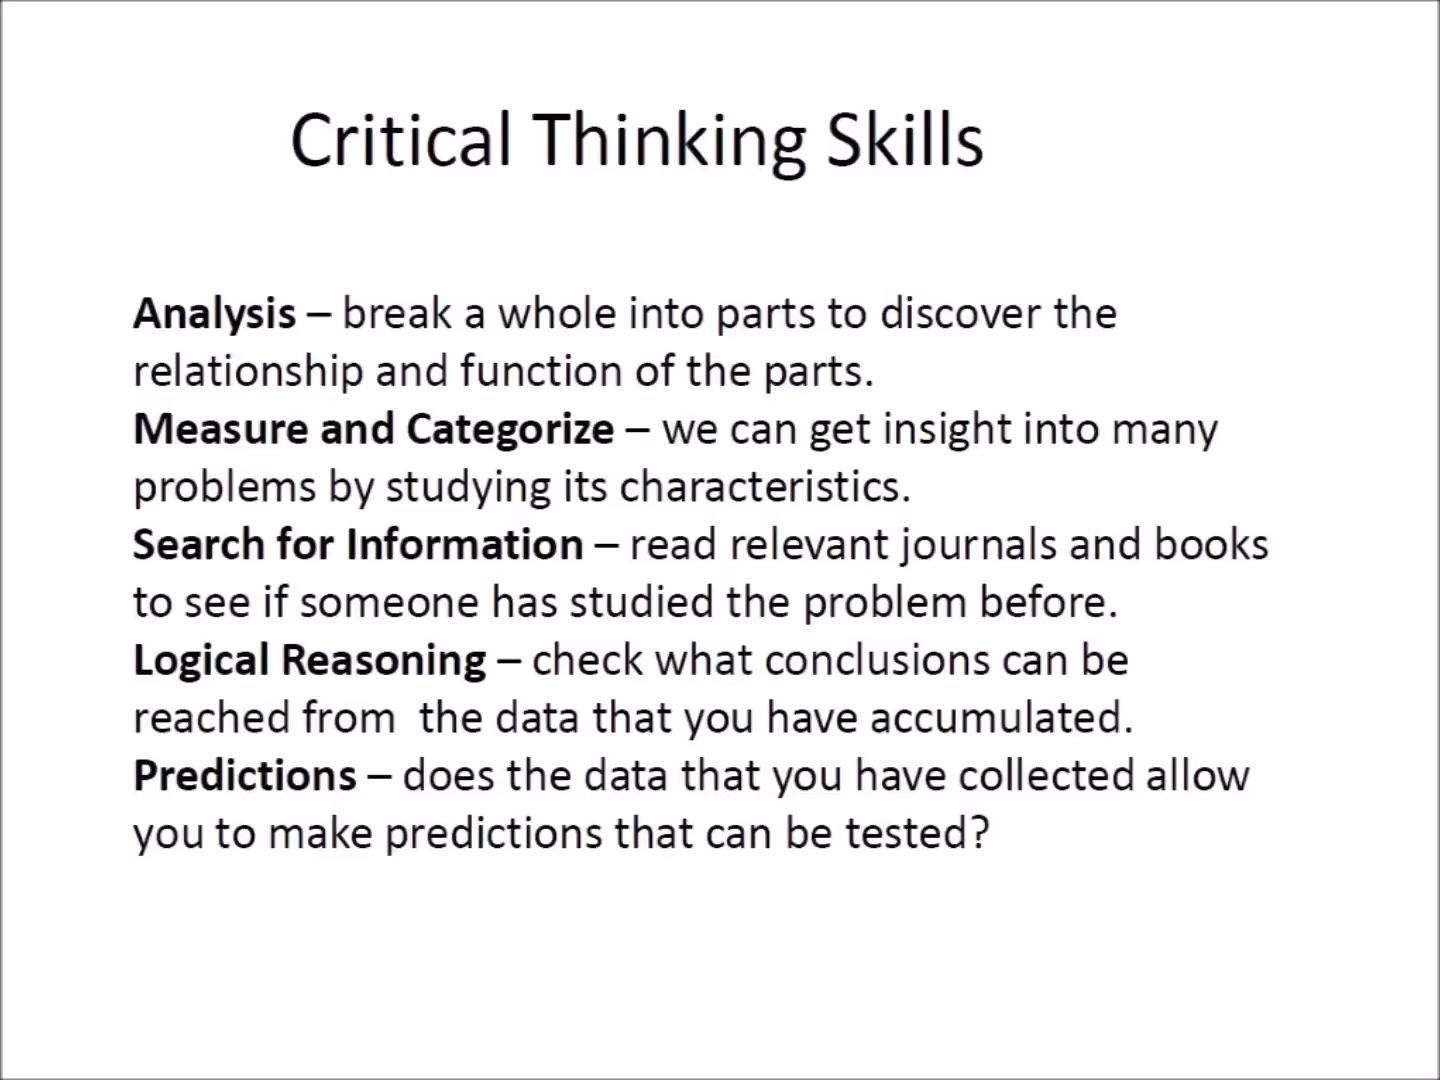 Critical Thinking Skills
Analysis – break a whole into parts to discover the
relationship and function of the parts.
Measure and Categorize – we can get insight into many
problems by studying its characteristics.
Search for Information – read relevant journals and books
to see if someone has studied the problem before.
Logical Reasoning – check what conclusions can be
reached from  the data that you have accumulated.
Predictions – does the data that you have collected allow
you to make predictions that can be tested?